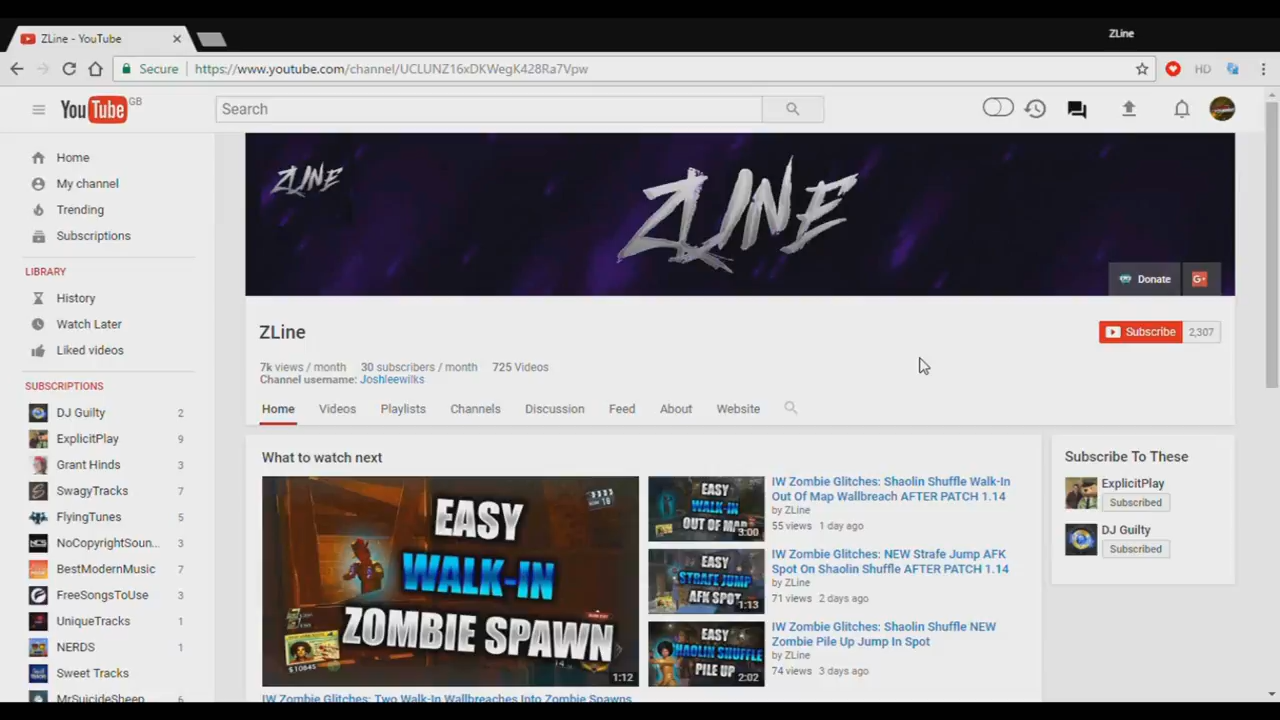 ZLine - YouTube
ZLine
Secure
https://www.youtube.com/channel/UCLUNZ16xDKWegK428Ra7Vpw
HD
YouTube GB
Search
Home
My channel
Trending
Subscriptions
LIBRARY
History
Watch Later
Liked videos
SUBSCRIPTIONS
DJ Guilty 2
ExplicitPlay 9
Grant Hinds 3
SwagyTracks 7
FlyingTunes 5
NoCopyrightSoun... 3
BestModernMusic 7
FreeSongsToUse 3
UniqueTracks 1
NERDS 1
Sweet Tracks
MrSuicideSheep 6
ZLINE
ZLINE
Donate
G+
ZLine
Subscribe 2,307
7k views / month 30 subscribers / month 725 Videos
Channel username: Joshleewilks
Home Videos Playlists Channels Discussion Feed About Website
What to watch next
EASY
WALK-IN
ZOMBIE SPAWN
1:12
IW Zombie Glitches: Two Walk-In Wallbreaches Into Zombie Spawns
EASY
WALK-IN
OUT OF MAP
3:00
IW Zombie Glitches: Shaolin Shuffle Walk-In
Out Of Map Wallbreach AFTER PATCH 1.14
by ZLine
55 views 1 day ago
EASY
STRAFE JUMP
AFK SPOT
1:13
IW Zombie Glitches: NEW Strafe Jump AFK
Spot On Shaolin Shuffle AFTER PATCH 1.14
by ZLine
71 views 2 days ago
EASY
SHAOLIN SHUFFLE
PILE UP
2:02
IW Zombie Glitches: Shaolin Shuffle NEW
Zombie Pile Up Jump In Spot
by ZLine
74 views 3 days ago
Subscribe To These
ExplicitPlay
Subscribed
DJ Guilty
Subscribed